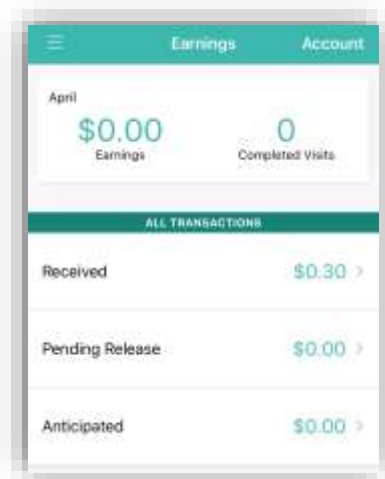 Earnings Account
April
$0.00 0
Earnings Completed Visits
ALL TRANSACTIONS
Received $0.30
Pending Release $0.00
Anticipated $0.00